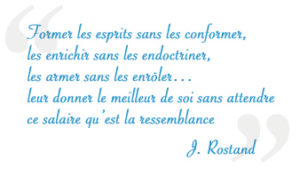 Former les esprits sans les conformer,
les enrichir sans les endoctriner,
les armer sans les enrôler...
leur donner le meilleur de soi sans attendre
ce salaire qu'est la ressemblance
J. Rostand